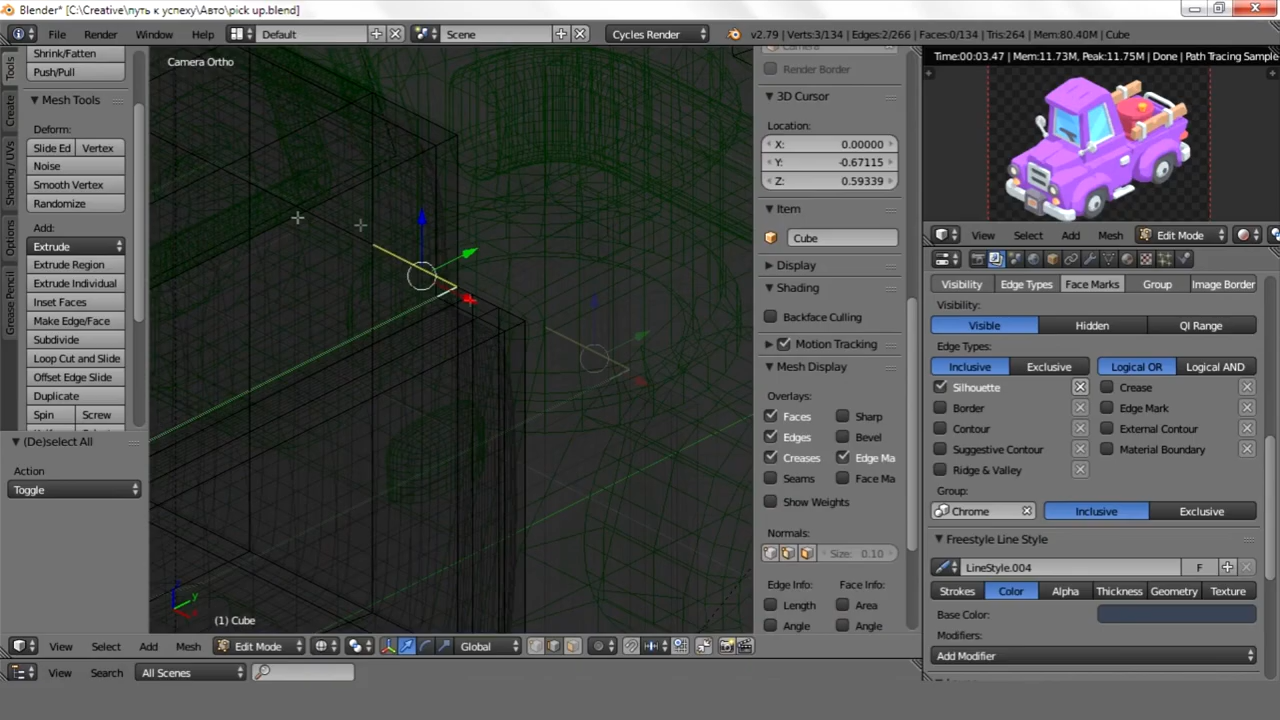 Blender* [C:\Creative\путь к успеху\Авто\pick up.blend]
File Render Window Help Default Scene Cycles Render v2.79 | Verts:3/134 | Edges:2/266 | Faces:0/134 | Tris:264 | Mem:80.40M | Cube
Tools
Create
Shading / UVs
Options
Grease Pencil
Shrink/Fatten
Push/Pull
Mesh Tools
Deform:
Slide Ed Vertex
Noise
Smooth Vertex
Randomize
Add:
Extrude
Extrude Region
Extrude Individual
Inset Faces
Make Edge/Face
Subdivide
Loop Cut and Slide
Offset Edge Slide
Duplicate
Spin Screw
(De)select All
Action
Toggle
Camera Ortho
z
y
x
(1) Cube
Render Border
3D Cursor
Location:
X: 0.00000
Y: -0.67115
Z: 0.59339
Item
Cube
Display
Shading
Backface Culling
Motion Tracking
Mesh Display
Overlays:
Faces Sharp
Edges Bevel
Creases Edge Ma
Seams Face Ma
Show Weights
Normals:
Size: 0.10
Edge Info: Face Info:
Length Area
Angle Angle
Time:00:03.47 | Mem:11.73M, Peak:11.75M | Done | Path Tracing Sample
View Select Add Mesh Edit Mode
Visibility Edge Types Face Marks Group Image Border
Visibility:
Visible Hidden QI Range
Edge Types:
Inclusive Exclusive Logical OR Logical AND
Silhouette Crease
Border Edge Mark
Contour External Contour
Suggestive Contour Material Boundary
Ridge & Valley
Group:
Chrome Inclusive Exclusive
Freestyle Line Style
LineStyle.004 F
Strokes Color Alpha Thickness Geometry Texture
Base Color:
Modifiers:
Add Modifier
View Select Add Mesh Edit Mode Global
View Search All Scenes